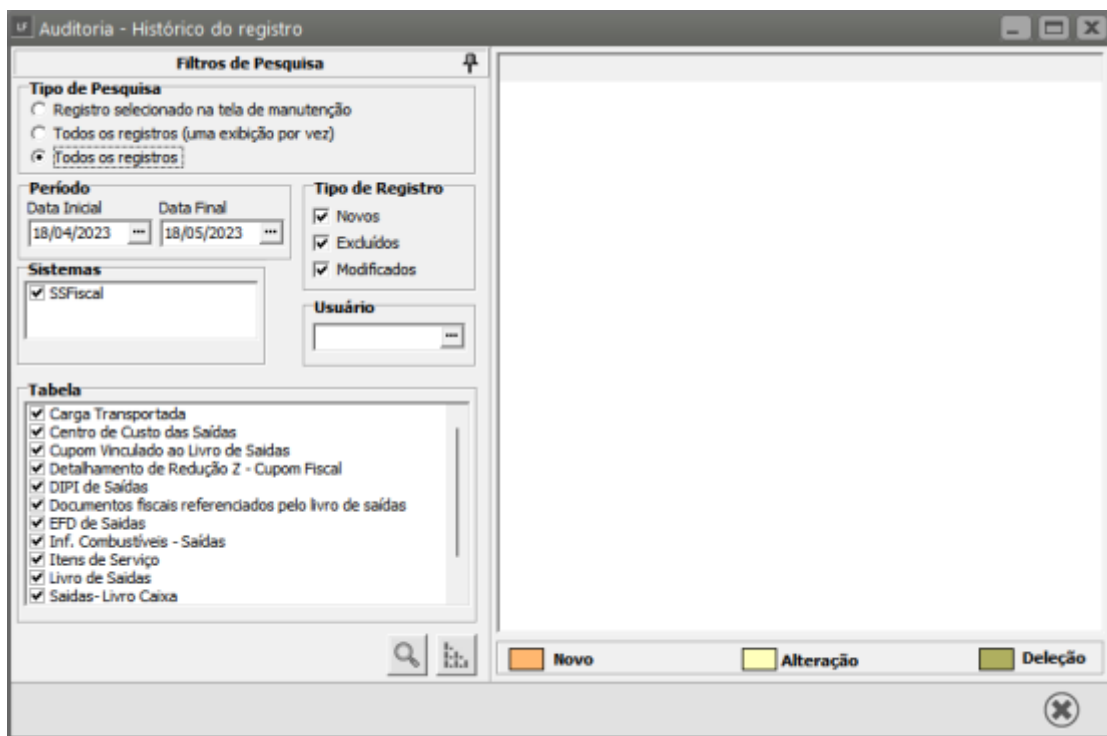 LF Auditoria - Histórico do registro
Filtros de Pesquisa
Tipo de Pesquisa
Registro selecionado na tela de manutenção
Todos os registros (uma exibição por vez)
Todos os registros
Período
Data Inicial Data Final
18/04/2023 ... 18/05/2023 ...
Tipo de Registro
Novos
Excluídos
Modificados
Sistemas
SSFiscal
Usuário
...
Tabela
Carga Transportada
Centro de Custo das Saídas
Cupom Vinculado ao Livro de Saidas
Detalhamento de Redução Z - Cupom Fiscal
DIPI de Saídas
Documentos fiscais referenciados pelo livro de saídas
EFD de Saidas
Inf. Combustíveis - Saídas
Itens de Serviço
Livro de Saidas
Saidas- Livro Caixa
Novo Alteração Deleção